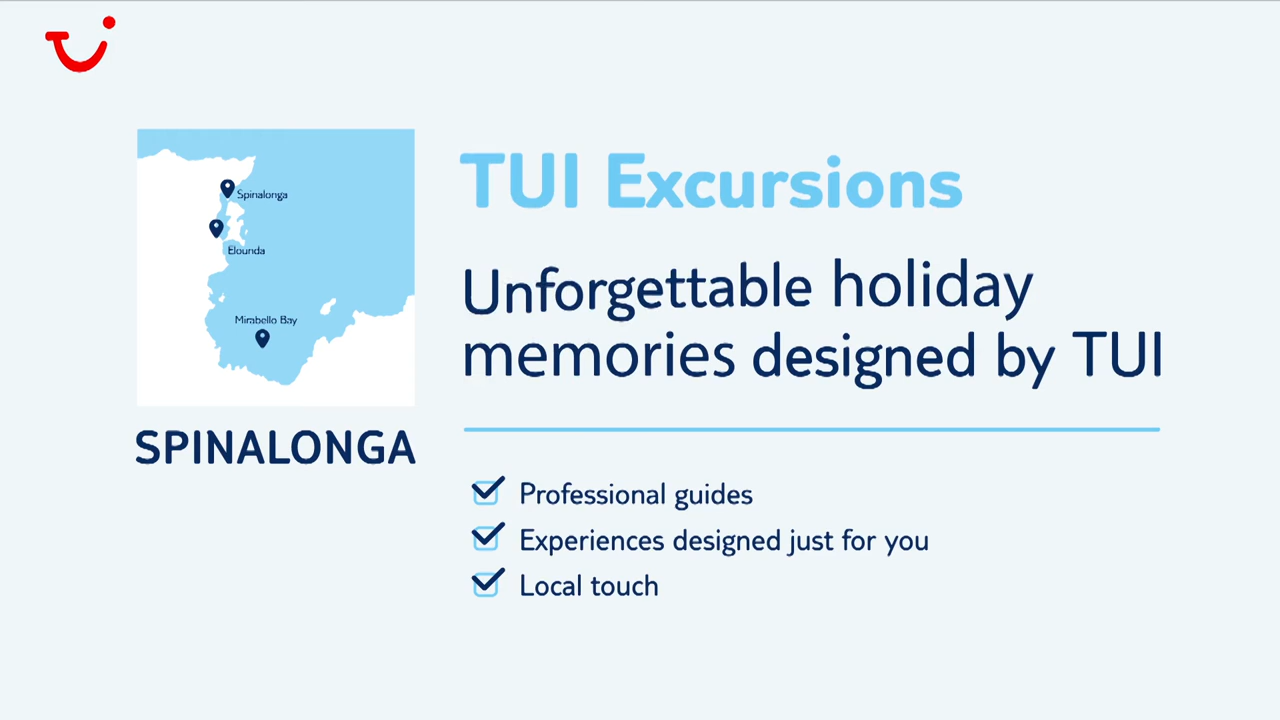 Spinalonga
Elounda
Mirabello Bay
SPINALONGA
TUI Excursions
Unforgettable holiday
memories designed by TUI
Professional guides
Experiences designed just for you
Local touch